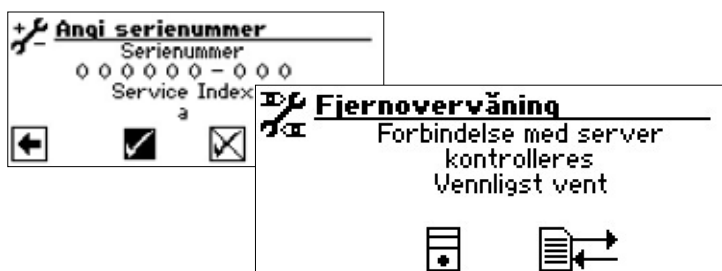 Angi serienummer
Serienummer
000000-000
Service Index
a
Fjernovervåning
Forbindelse med server
kontrolleres
Vennligst vent